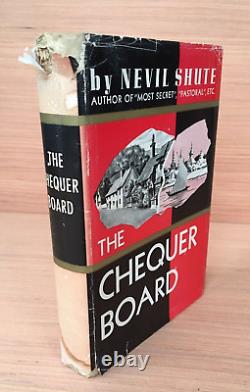 THE
CHEQUER
BOARD
by NEVIL SHUTE
AUTHOR OF "MOST SECRET", "PASTORAL", ETC.
THE
CHEQUER
BOARD